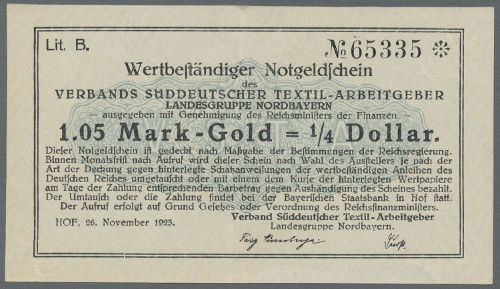 Lit. B.
№ 65335 *
Wertbeständiger Notgeldschein
des
VERBANDS SÜDDEUTSCHER TEXTIL-ARBEITGEBER
LANDESGRUPPE NORDBAYERN
— ausgegeben mit Genehmigung des Reichsministers der Finanzen —
1.05 Mark-Gold = 1/4 Dollar.
Dieser Notgeldschein ist gedeckt nach Maßgabe der Bestimmungen der Reichsregierung.
Binnen Monatsfrist nach Aufruf wird dieser Schein nach Wahl des Ausstellers je nach der
Art der Deckung gegen hinterlegte Schatzanweisungen der wertbeständigen Anleihen des
Deutschen Reiches umgetauscht oder mit einem dem Kurse der hinterlegten Wertpapiere
am Tage der Zahlung entsprechenden Barbetrag gegen Aushändigung des Scheines bezahlt.
Der Umtausch oder die Zahlung findet bei der Bayerischen Staatsbank in Hof statt.
Der Aufruf erfolgt auf Grund Gesetzes oder Verordnung des Reichsfinanzministers.
HOF, 26. November 1923.
Verband Süddeutscher Textil-Arbeitgeber
Landesgruppe Nordbayern.